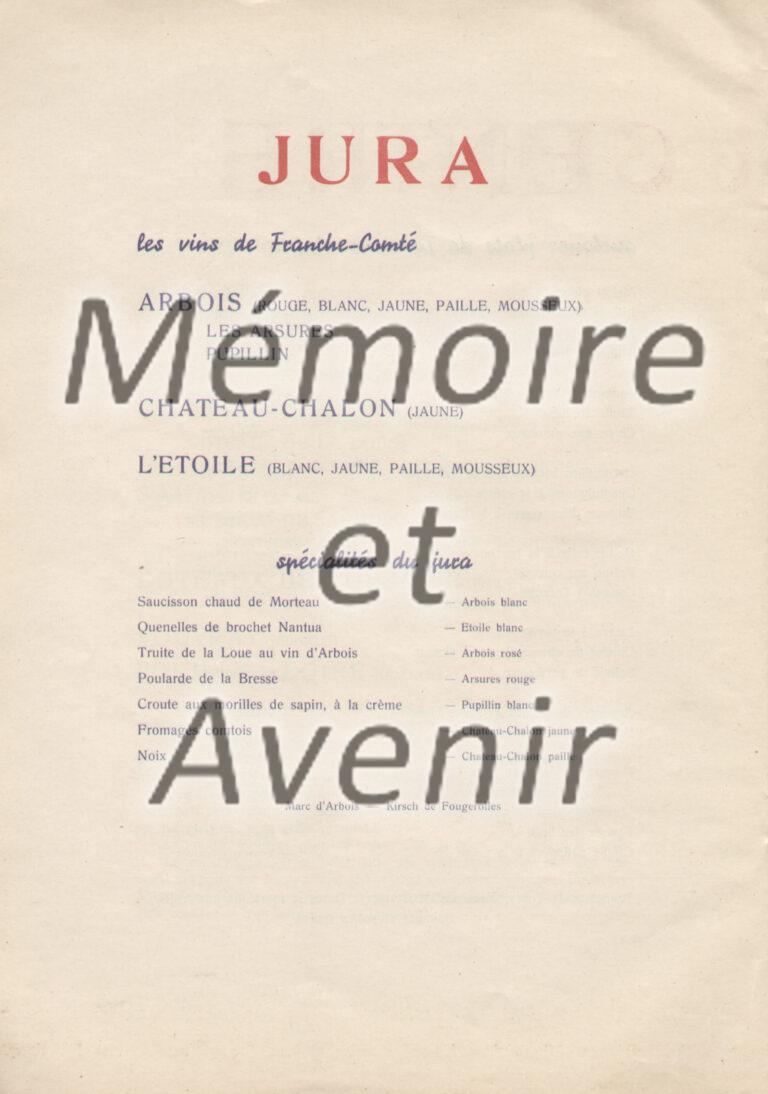 JURA
les vins de Franche-Comté
ARBOIS (ROUGE, BLANC, JAUNE, PAILLE, MOUSSEUX)
LES ARSURES
PUPILLIN
Mémoire
CHATEAU-CHALON (JAUNE)
L'ETOILE (BLANC, JAUNE, PAILLE, MOUSSEUX)
et
spécialités du jura
Saucisson chaud de Morteau — Arbois blanc
Quenelles de brochet Nantua — Etoile blanc
Truite de la Loue au vin d'Arbois — Arbois rosé
Poularde de la Bresse — Arsures rouge
Croute aux morilles de sapin, à la crème — Pupillin blanc
Fromages comtois — Chateau-Chalon jaune
Noix — Chateau-Chalon paille
Avenir
Marc d'Arbois — Kirsch de Fougerolles